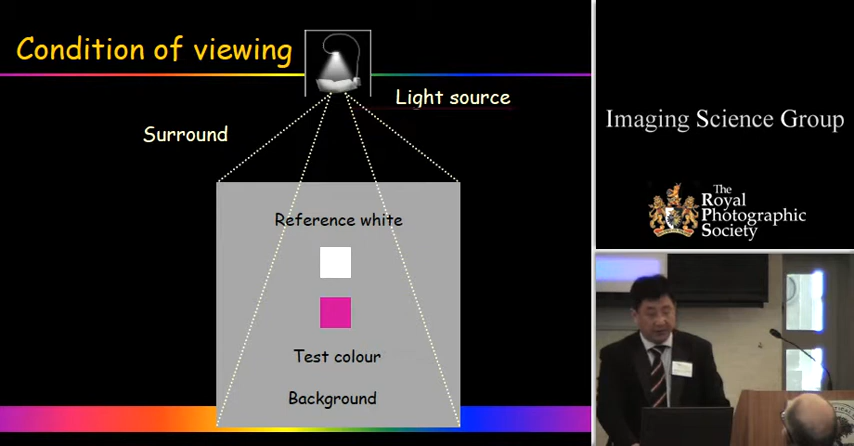 Condition of viewing
Light source
Surround
Reference white
Test colour
Background
Imaging Science Group
The
Royal
Photographic
Society